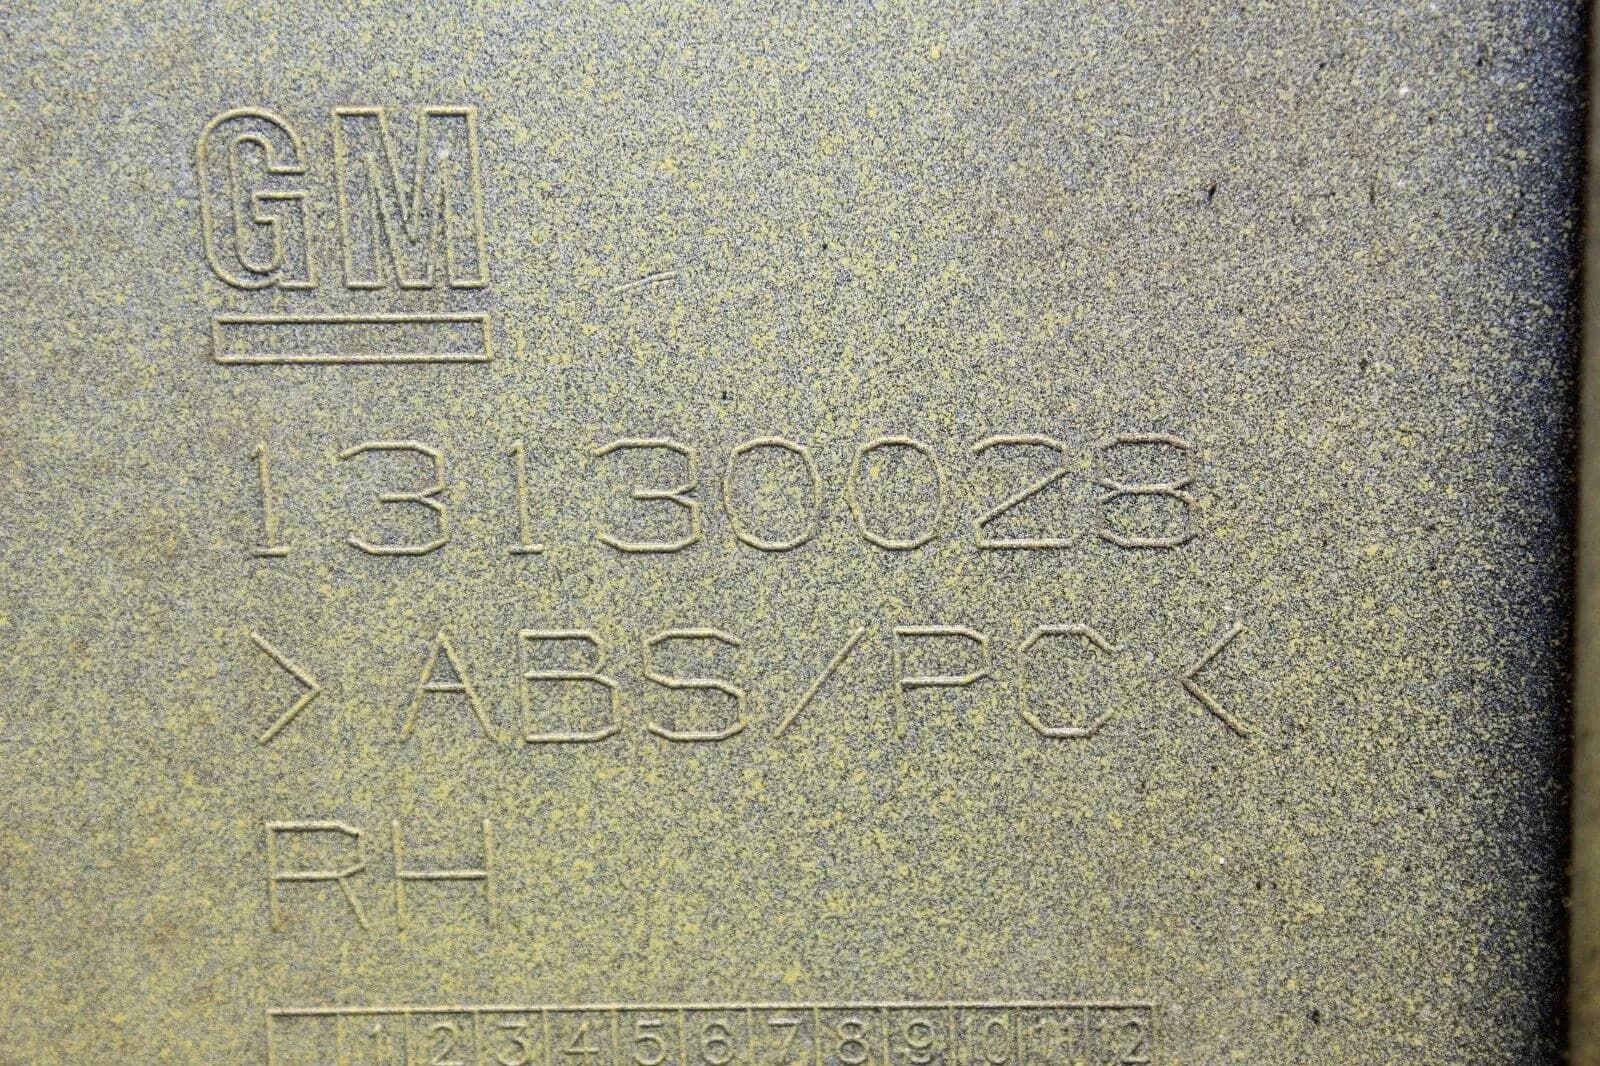 GM
13130028
>ABS/PC<
RH
1 2 3 4 5 6 7 8 9 10 11 12